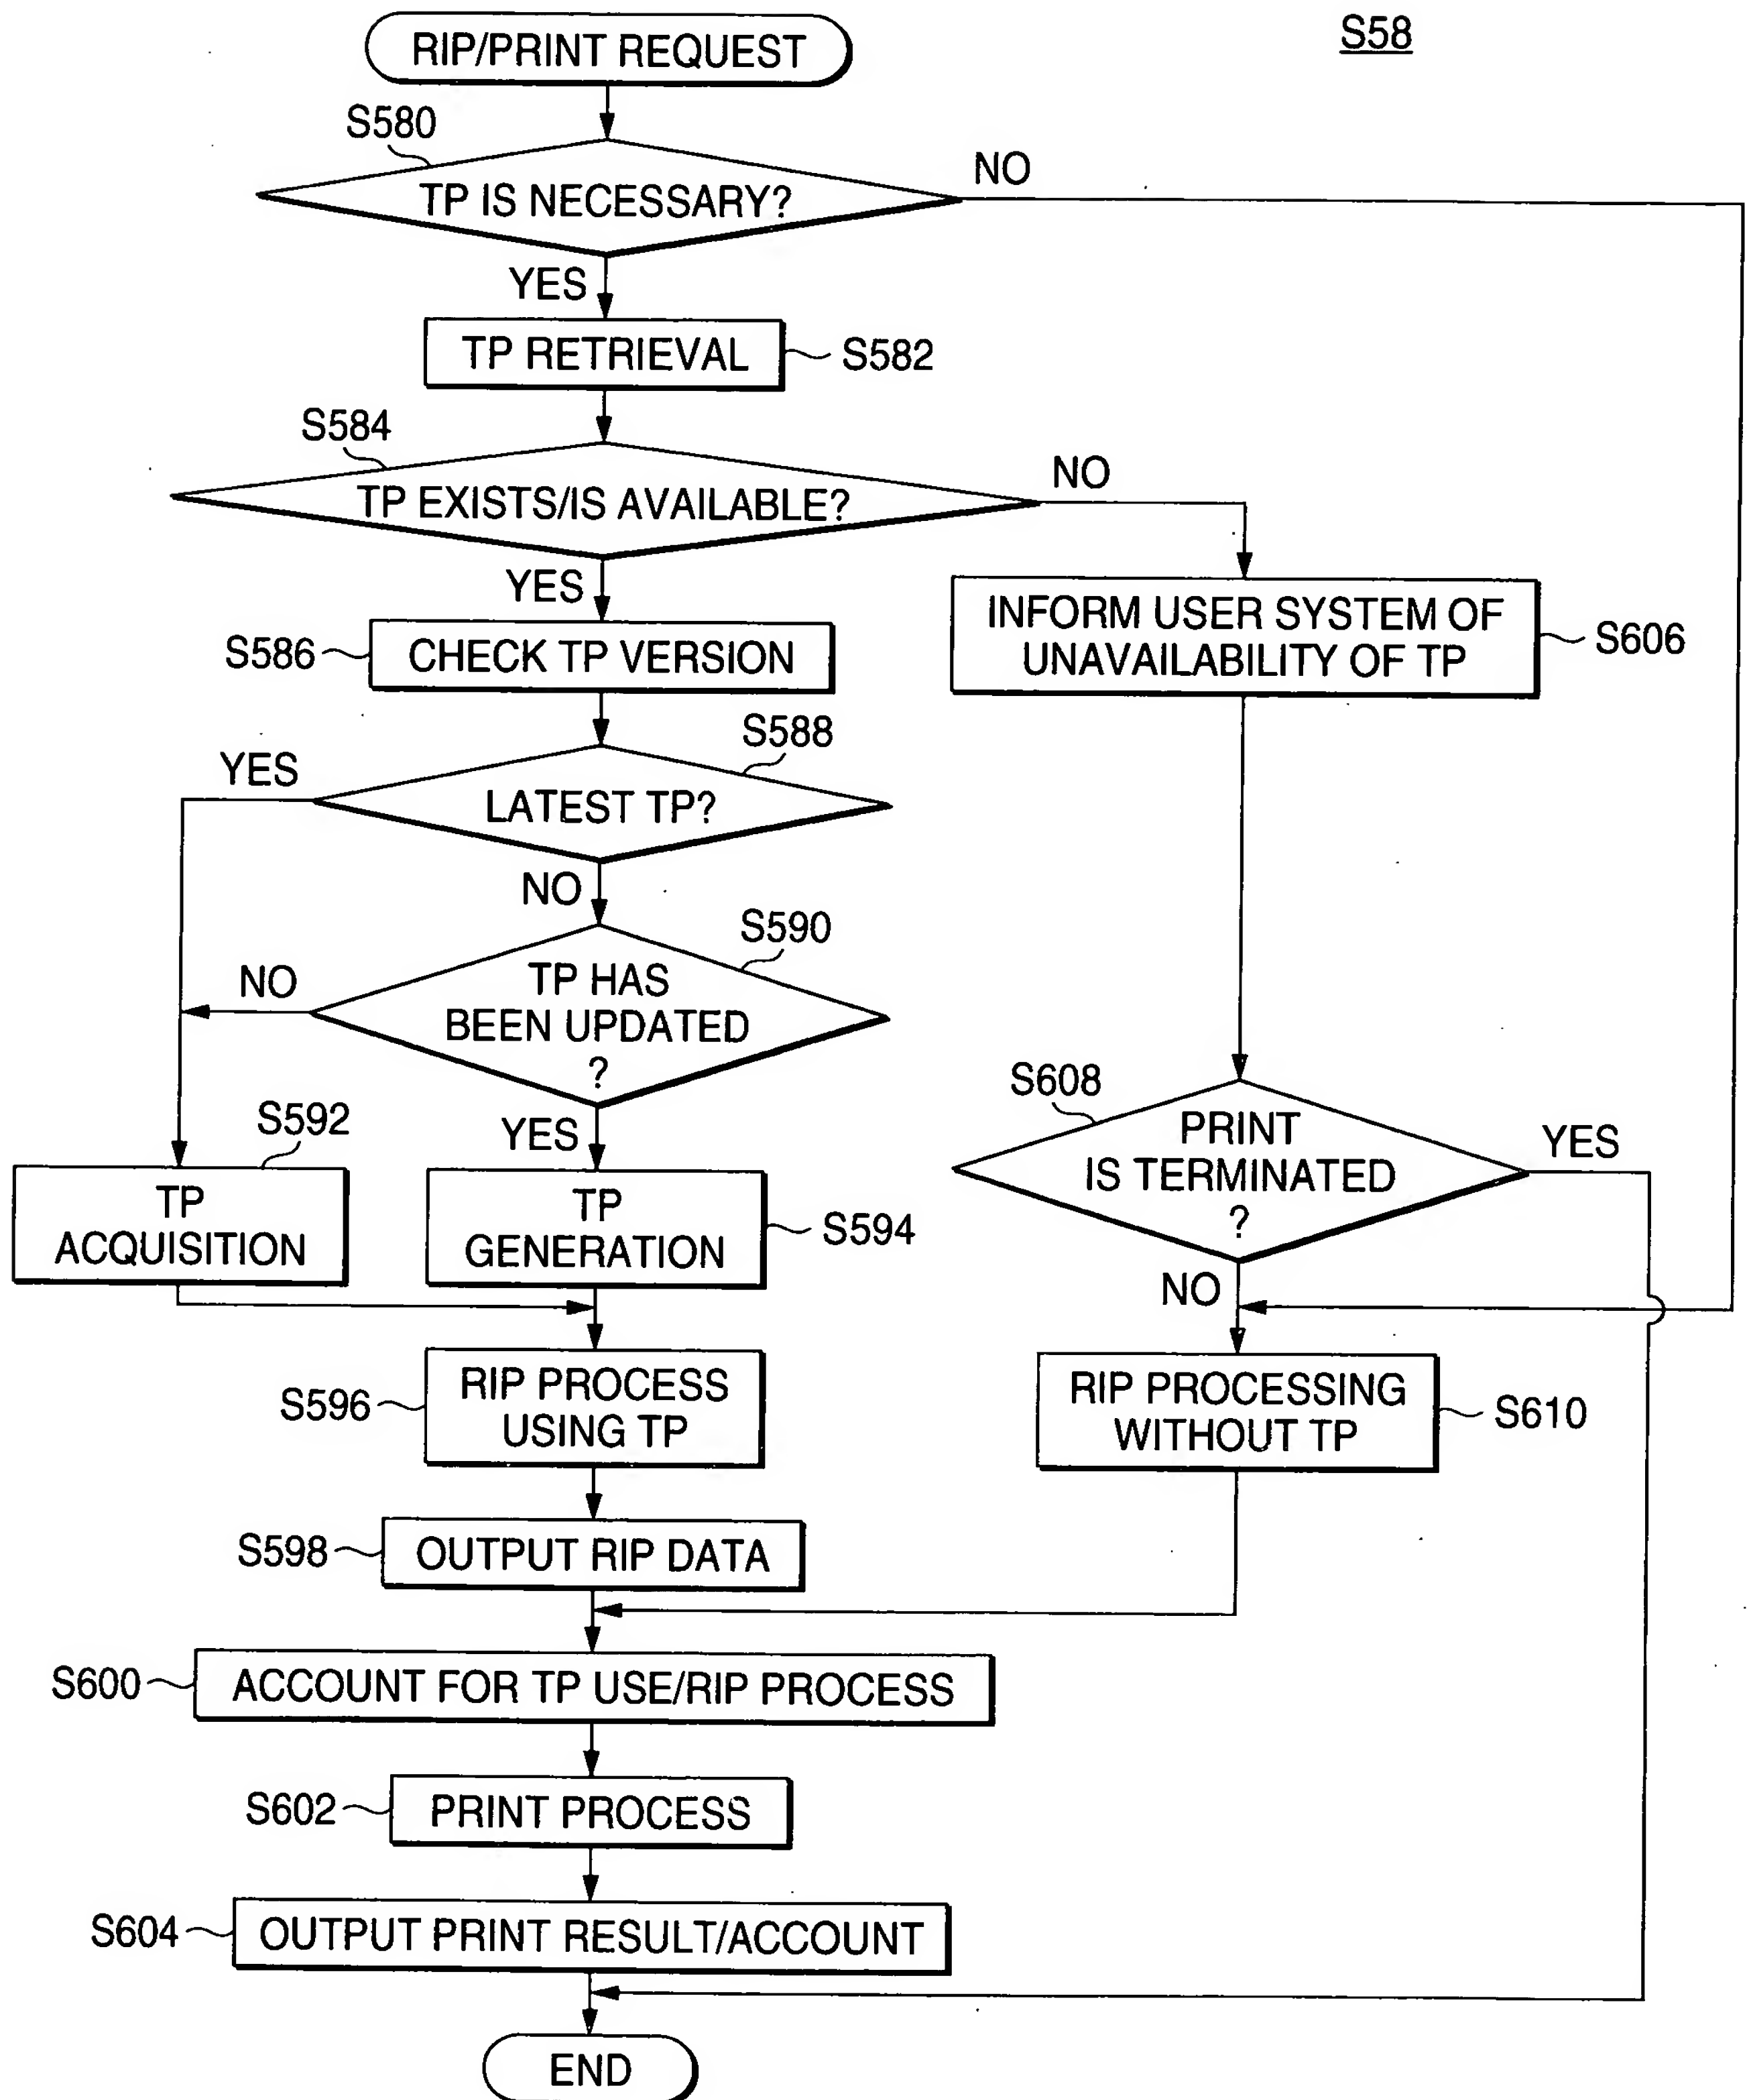 S58
RIP/PRINT REQUEST
S580
TP IS NECESSARY?
NO
YES
TP RETRIEVAL
S582
S584
TP EXISTS/IS AVAILABLE?
NO
YES
S586
CHECK TP VERSION
INFORM USER SYSTEM OF
UNAVAILABILITY OF TP
S606
S588
YES
LATEST TP?
NO
S590
NO
TP HAS
BEEN UPDATED
?
YES
S592
TP
ACQUISITION
TP
GENERATION
S594
S608
PRINT
IS TERMINATED
?
YES
NO
S596
RIP PROCESS
USING TP
RIP PROCESSING
WITHOUT TP
S610
S598
OUTPUT RIP DATA
S600
ACCOUNT FOR TP USE/RIP PROCESS
S602
PRINT PROCESS
S604
OUTPUT PRINT RESULT/ACCOUNT
END